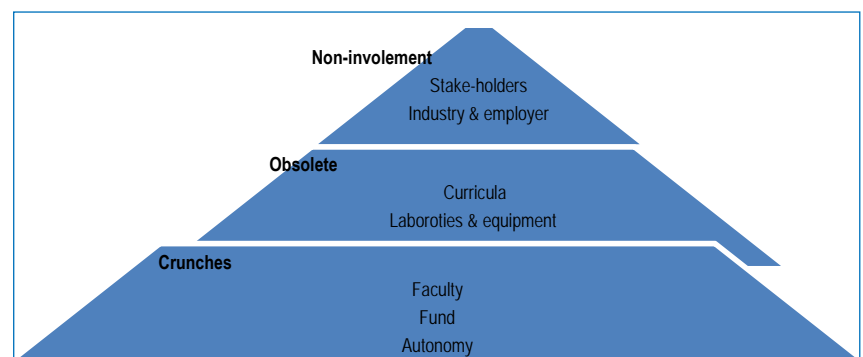 Non-involement
Stake-holders
Industry & employer
Obsolete
Curricula
Laboroties & equipment
Crunches
Faculty
Fund
Autonomy